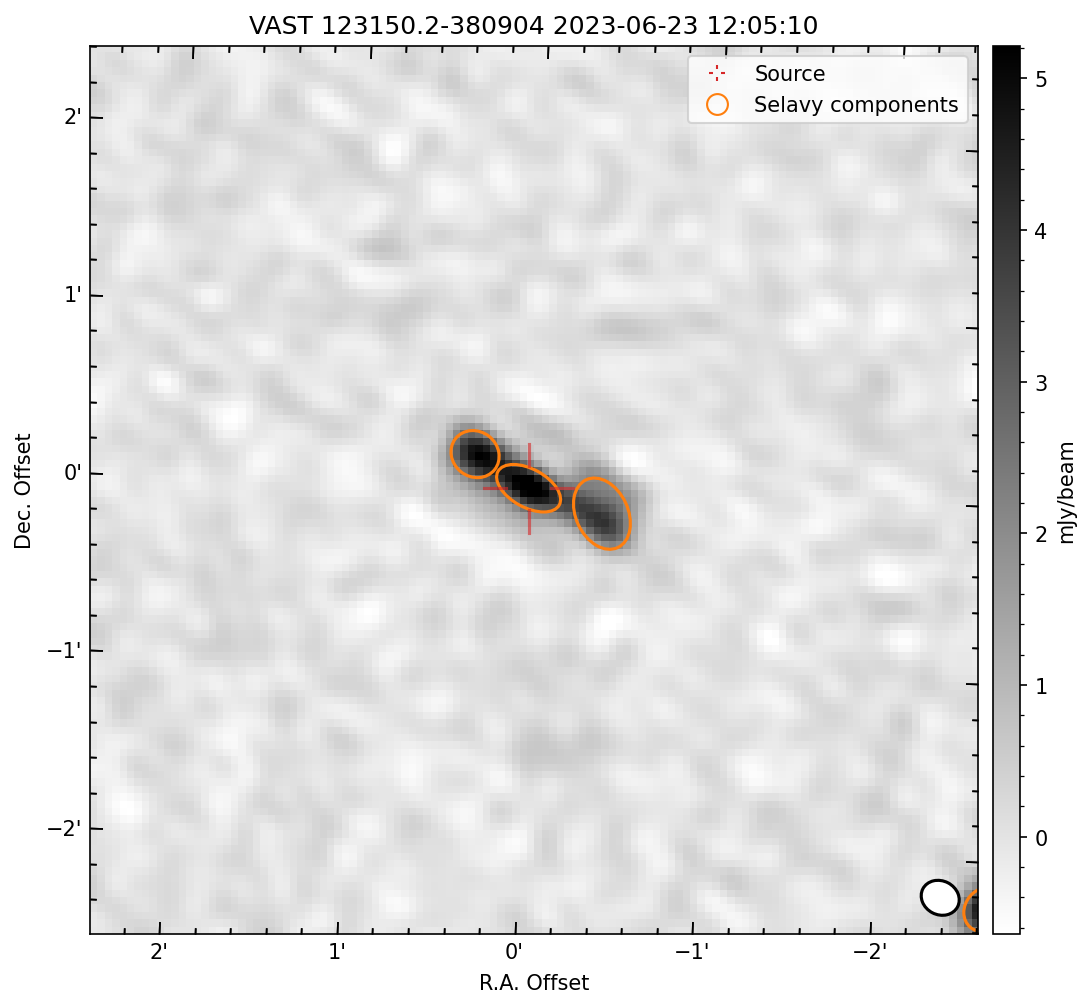 VAST 123150.2-380904 2023-06-23 12:05:10
Source
Selavy components
2'
1'
0'
−1'
−2'
Dec. Offset
2'
1'
0'
−1'
−2'
R.A. Offset
5
4
3
2
1
0
mJy/beam